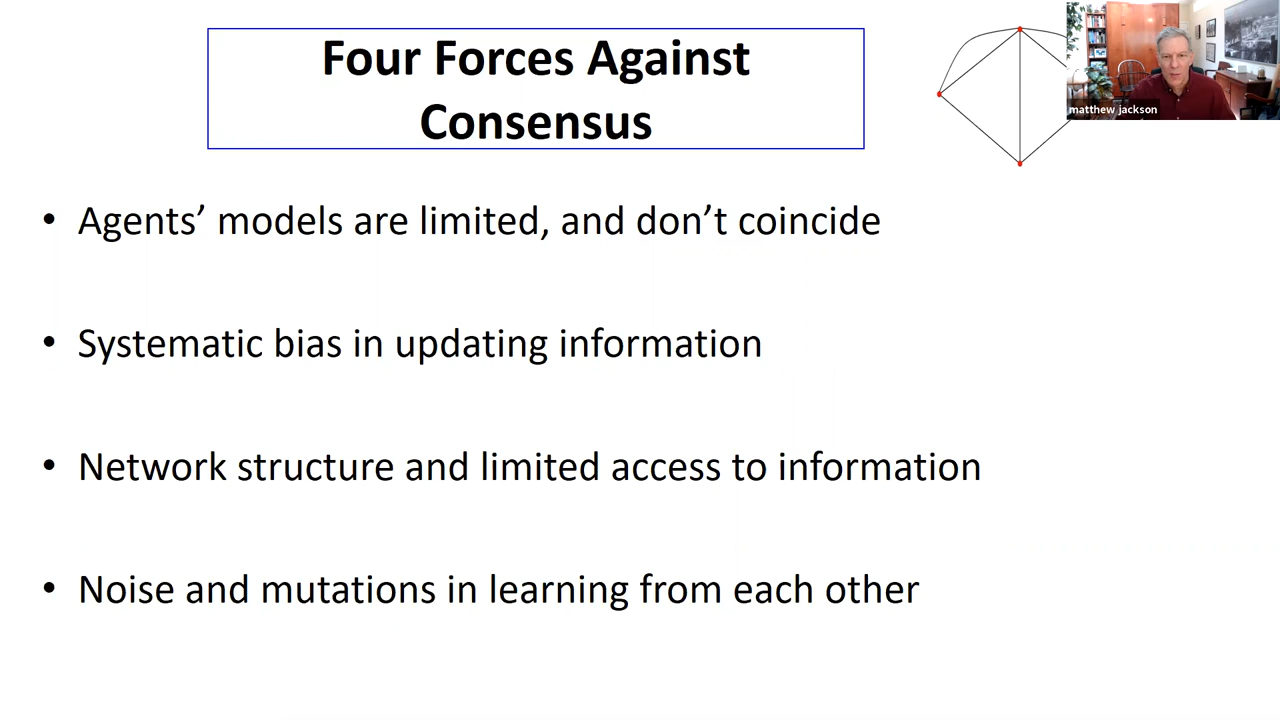 Four Forces Against
Consensus
matthew jackson
• Agents’ models are limited, and don’t coincide
• Systematic bias in updating information
• Network structure and limited access to information
• Noise and mutations in learning from each other